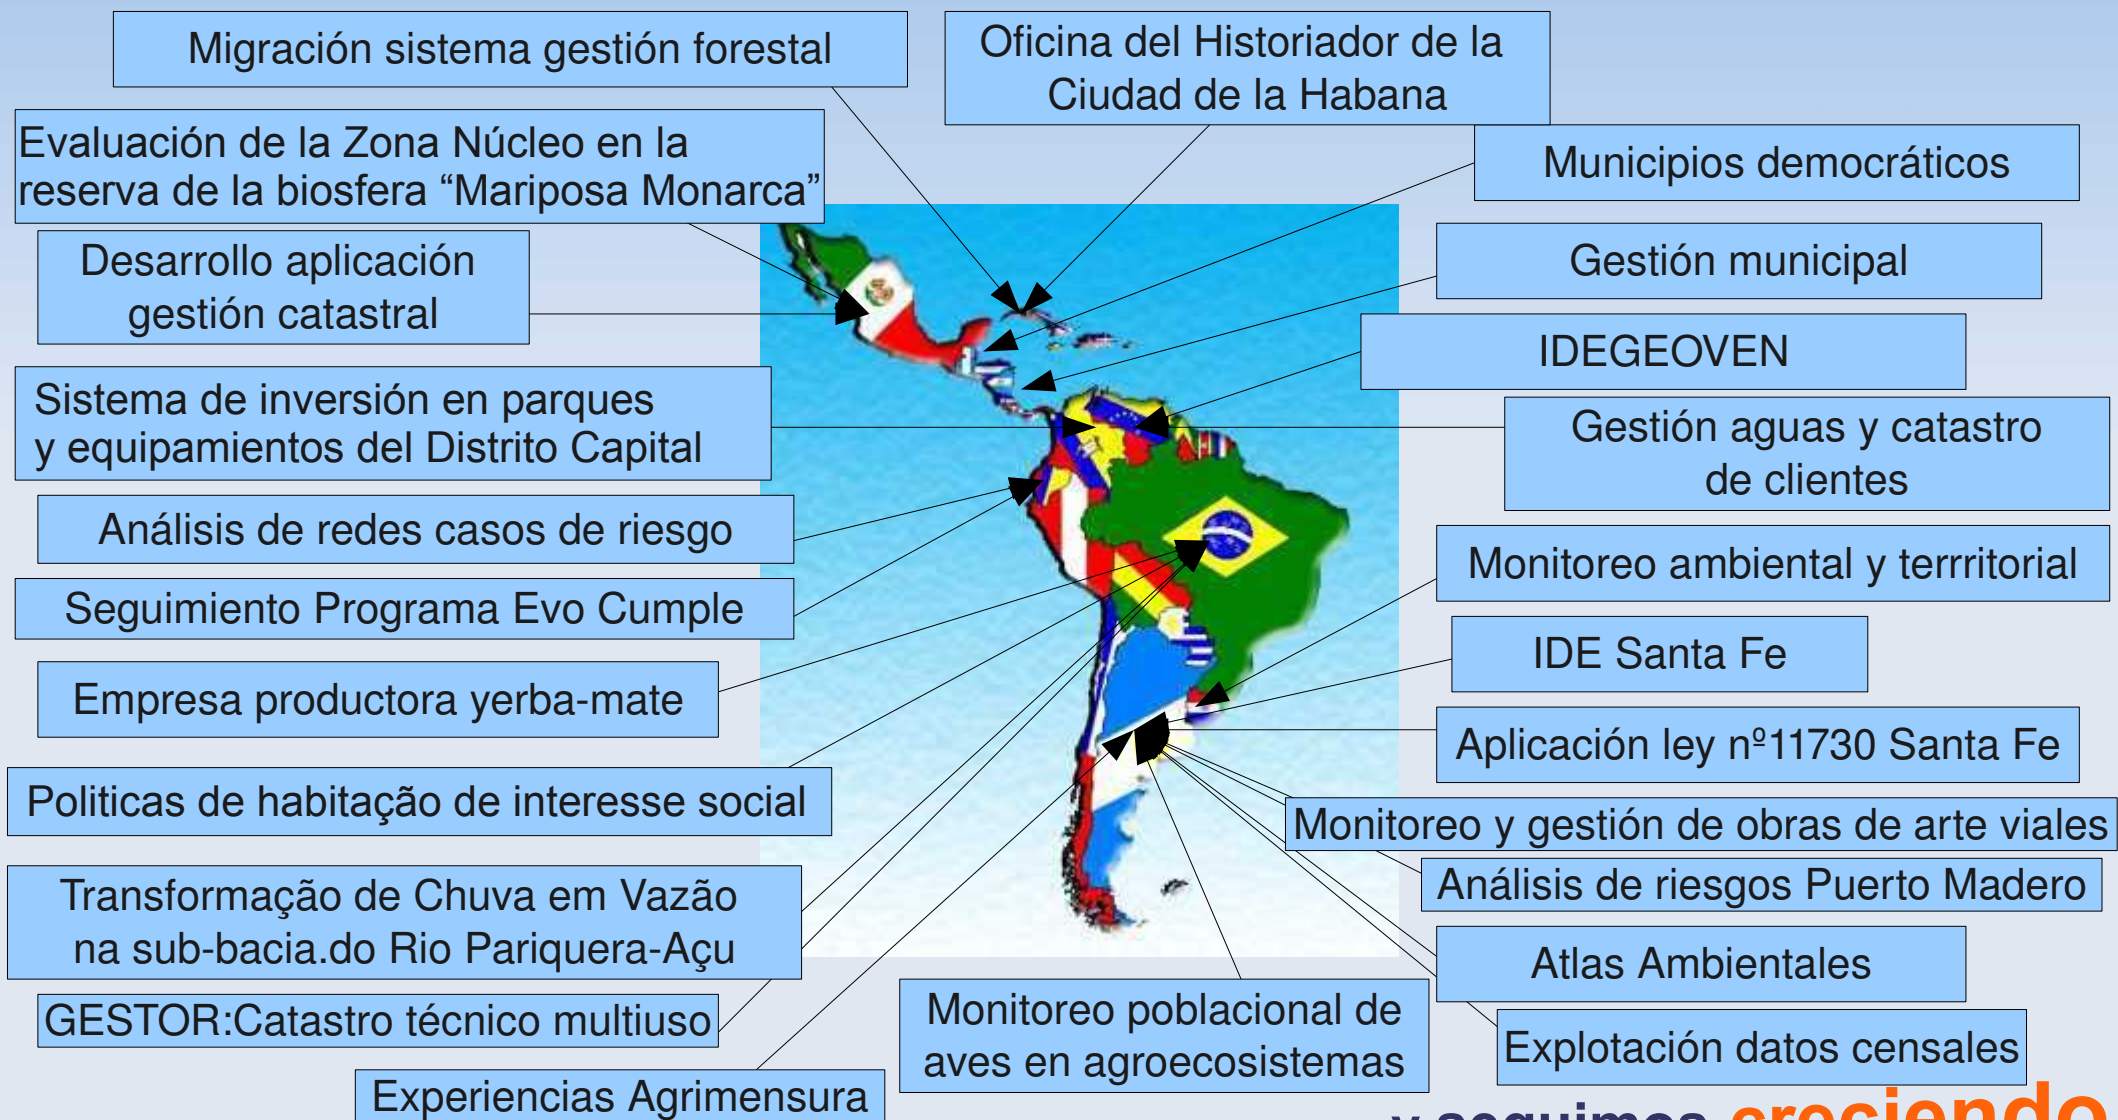 Migración sistema gestión forestal
Oficina del Historiador de la
Ciudad de la Habana
Evaluación de la Zona Núcleo en la
reserva de la biosfera “Mariposa Monarca”
Municipios democráticos
Desarrollo aplicación
gestión catastral
Gestión municipal
IDEGEOVEN
Sistema de inversión en parques
y equipamientos del Distrito Capital
Gestión aguas y catastro
de clientes
Análisis de redes casos de riesgo
Monitoreo ambiental y terrritorial
Seguimiento Programa Evo Cumple
IDE Santa Fe
Empresa productora yerba-mate
Aplicación ley nº11730 Santa Fe
Politicas de habitação de interesse social
Monitoreo y gestión de obras de arte viales
Análisis de riesgos Puerto Madero
Transformação de Chuva em Vazão
na sub-bacia.do Rio Pariquera-Açu
Atlas Ambientales
GESTOR:Catastro técnico multiuso
Monitoreo poblacional de
aves en agroecosistemas
Explotación datos censales
Experiencias Agrimensura
y seguimos creciendo